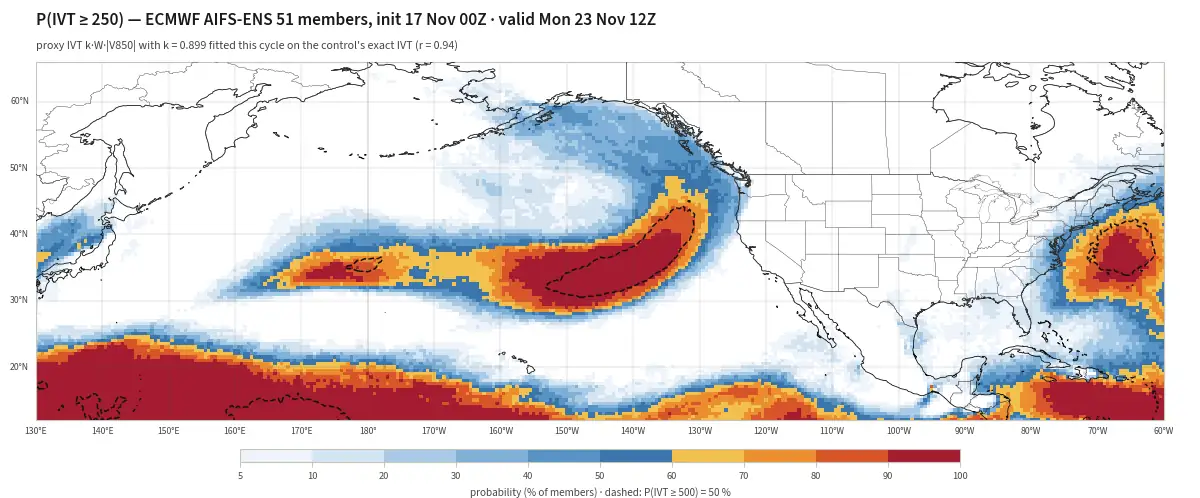 P(IVT ≥ 250) — ECMWF AIFS-ENS 51 members, init 17 Nov 00Z · valid Mon 23 Nov 12Z
proxy IVT k·W·|V850| with k = 0.899 fitted this cycle on the control's exact IVT (r = 0.94)
60°N
50°N
40°N
30°N
20°N
130°E 140°E 150°E 160°E 170°E 180° 170°W 160°W 150°W 140°W 130°W 120°W 110°W 100°W 90°W 80°W 70°W 60°W
5 10 20 30 40 50 60 70 80 90 100
probability (% of members) · dashed: P(IVT ≥ 500) = 50 %